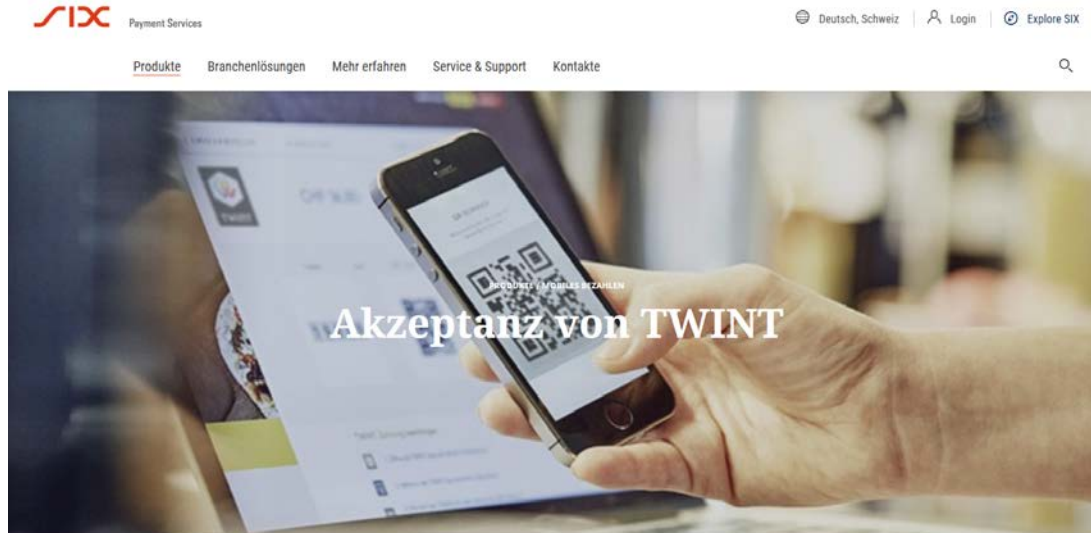 SIX Payment Services
Deutsch, Schweiz
Login
Explore SIX
Produkte Branchenlösungen Mehr erfahren Service & Support Kontakte
TWINT
PRODUKTE / MOBILES BEZAHLEN
Akzeptanz von TWINT